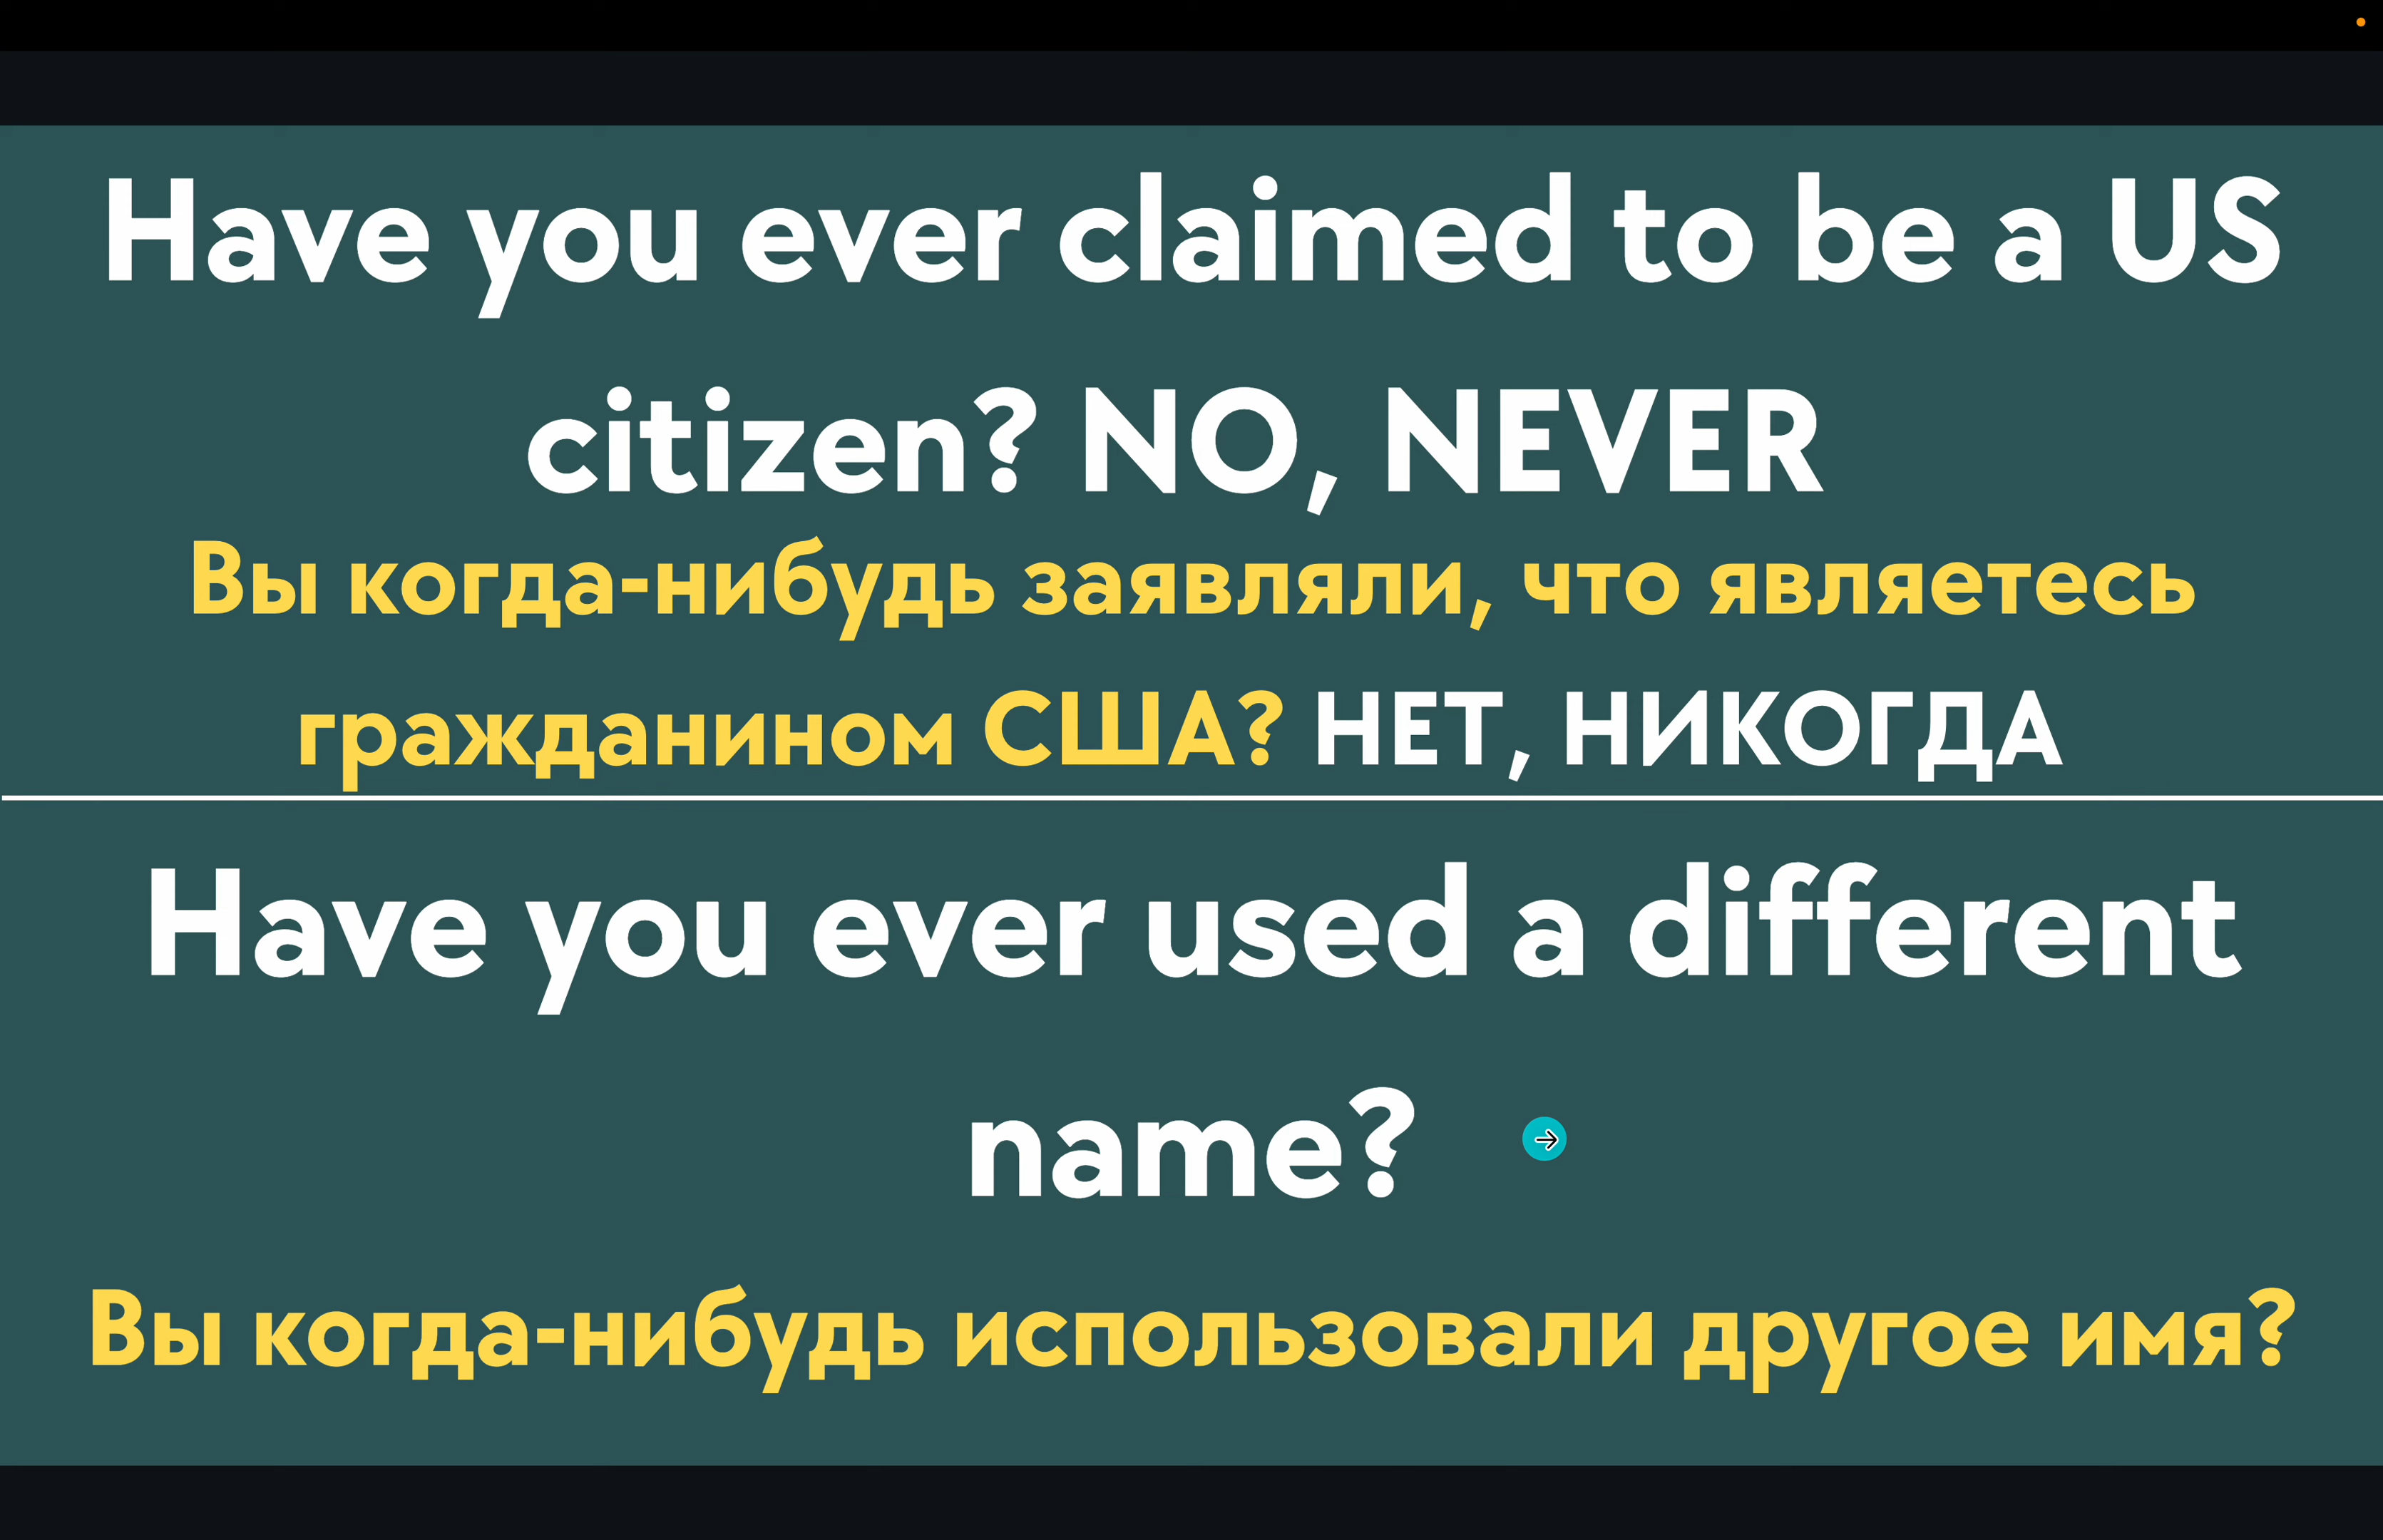 Have you ever claimed to be a US
citizen? NO, NEVER
Вы когда-нибудь заявляли, что являетесь
гражданином США? НЕТ, НИКОГДА
Have you ever used a different
name?
Вы когда-нибудь использовали другое имя?